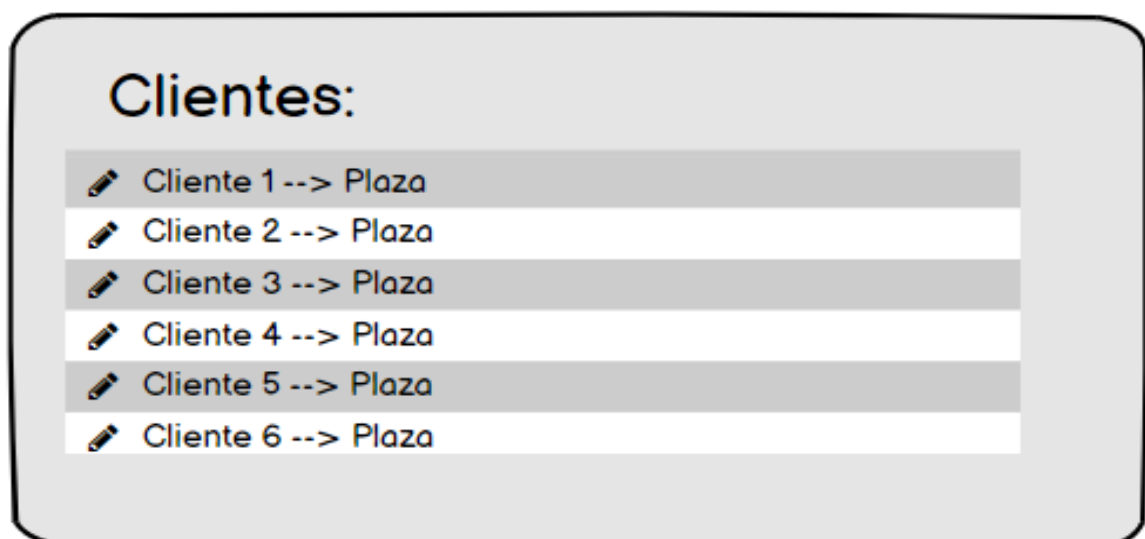 Clientes:
Cliente 1 --> Plaza
Cliente 2 --> Plaza
Cliente 3 --> Plaza
Cliente 4 --> Plaza
Cliente 5 --> Plaza
Cliente 6 --> Plaza